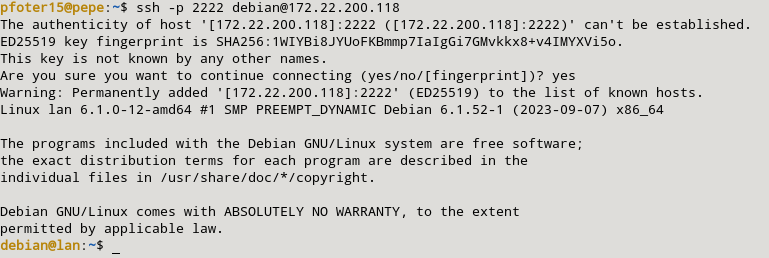 pfoter15@pepe:~$ ssh -p 2222 debian@172.22.200.118
The authenticity of host '[172.22.200.118]:2222 ([172.22.200.118]:2222)' can't be established.
ED25519 key fingerprint is SHA256:1WIYBi8JYUoFKBmmp7IaIgGi7GMvkkx8+v4IMYXVi5o.
This key is not known by any other names.
Are you sure you want to continue connecting (yes/no/[fingerprint])? yes
Warning: Permanently added '[172.22.200.118]:2222' (ED25519) to the list of known hosts.
Linux lan 6.1.0-12-amd64 #1 SMP PREEMPT_DYNAMIC Debian 6.1.52-1 (2023-09-07) x86_64
The programs included with the Debian GNU/Linux system are free software;
the exact distribution terms for each program are described in the
individual files in /usr/share/doc/*/copyright.
Debian GNU/Linux comes with ABSOLUTELY NO WARRANTY, to the extent
permitted by applicable law.
debian@lan:~$ _